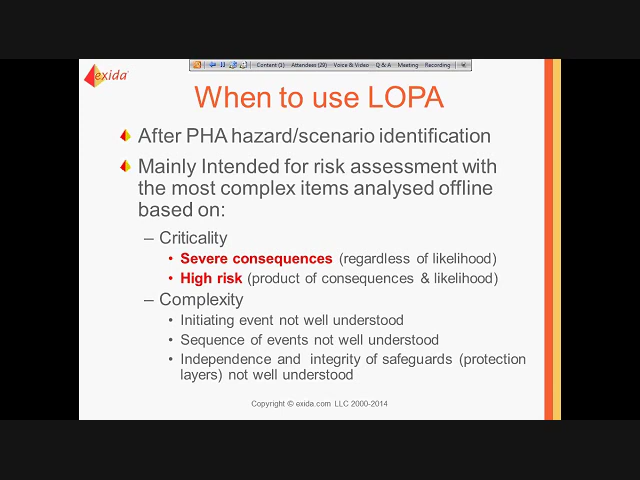 exida
Content (1) Attendees (29) Voice & Video Q & A Meeting Recording
When to use LOPA
After PHA hazard/scenario identification
Mainly Intended for risk assessment with
the most complex items analysed offline
based on:
– Criticality
• Severe consequences (regardless of likelihood)
• High risk (product of consequences & likelihood)
– Complexity
• Initiating event not well understood
• Sequence of events not well understood
• Independence and integrity of safeguards (protection
layers) not well understood
Copyright © exida.com LLC 2000-2014